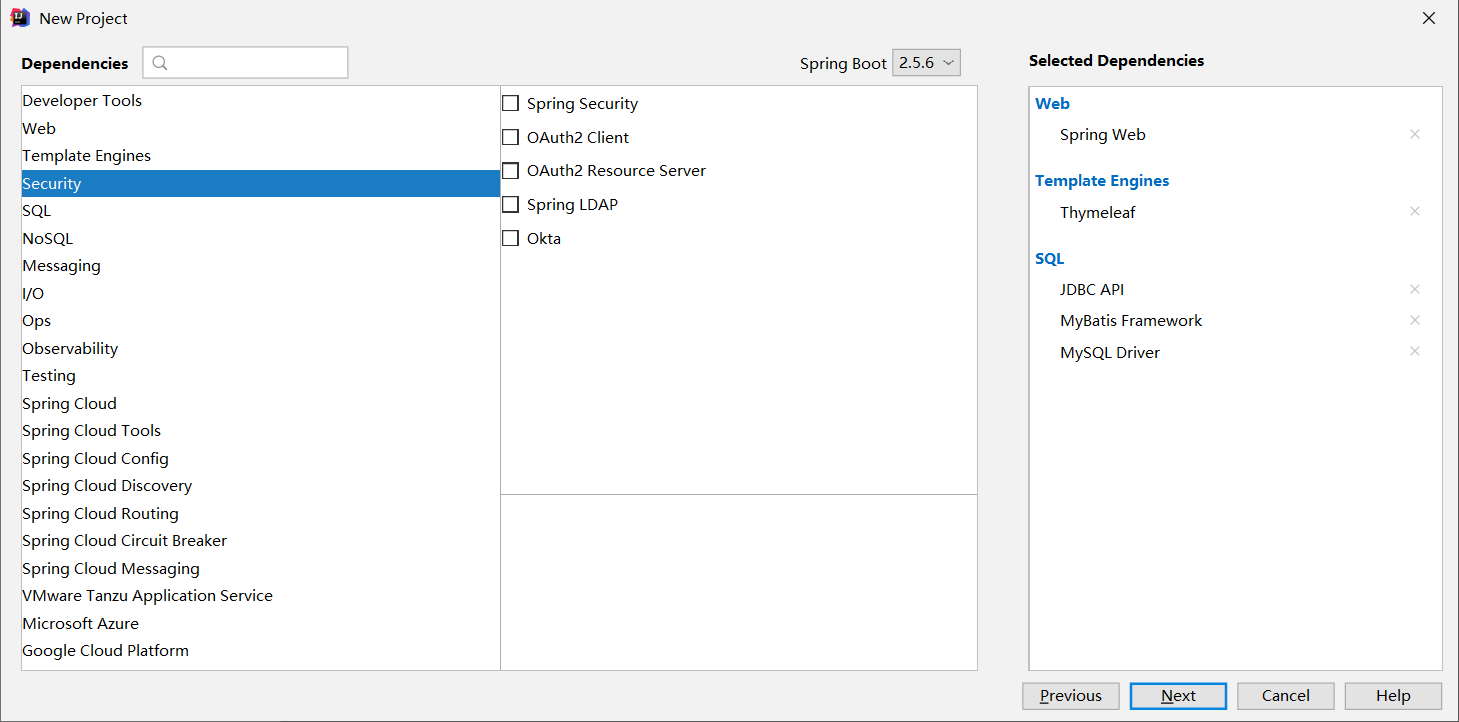 New Project
Dependencies
Spring Boot 2.5.6
Selected Dependencies
Developer Tools
Web
Template Engines
Security
SQL
NoSQL
Messaging
I/O
Ops
Observability
Testing
Spring Cloud
Spring Cloud Tools
Spring Cloud Config
Spring Cloud Discovery
Spring Cloud Routing
Spring Cloud Circuit Breaker
Spring Cloud Messaging
VMware Tanzu Application Service
Microsoft Azure
Google Cloud Platform
Spring Security
OAuth2 Client
OAuth2 Resource Server
Spring LDAP
Okta
Web
Spring Web
Template Engines
Thymeleaf
SQL
JDBC API
MyBatis Framework
MySQL Driver
Previous
Next
Cancel
Help